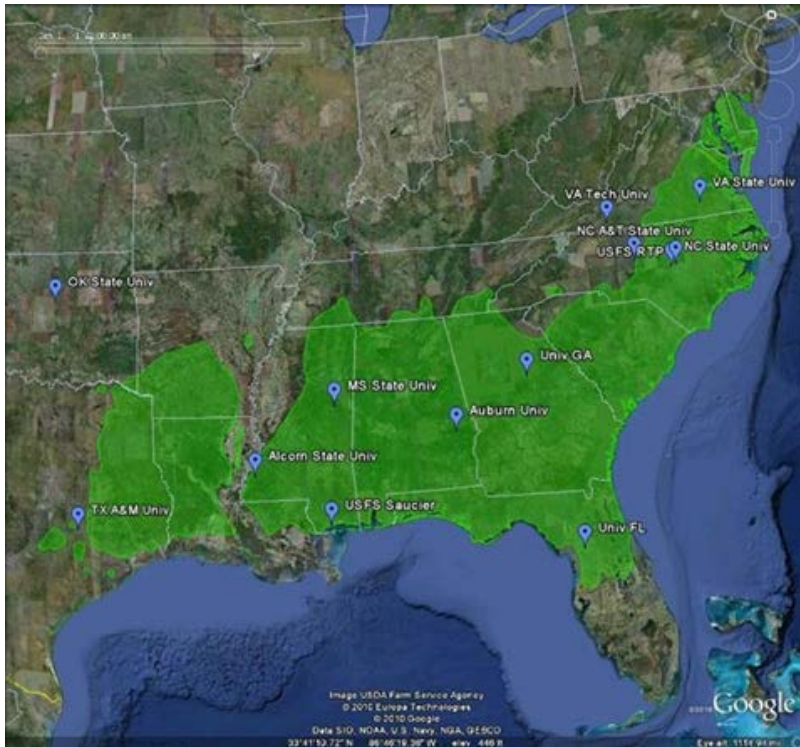 VA Tech Univ
VA State Univ
NC A&T State Univ
USFS RTP
NC State Univ
OK State Univ
Univ GA
MS State Univ
Auburn Univ
Alcorn State Univ
USFS Saucier
TX A&M Univ
Univ FL
Image USDA Farm Service Agency
© 2010 Europa Technologies
© 2010 Google
Data SIO, NOAA, U.S. Navy, NGA, GEBCO
©2010 Google